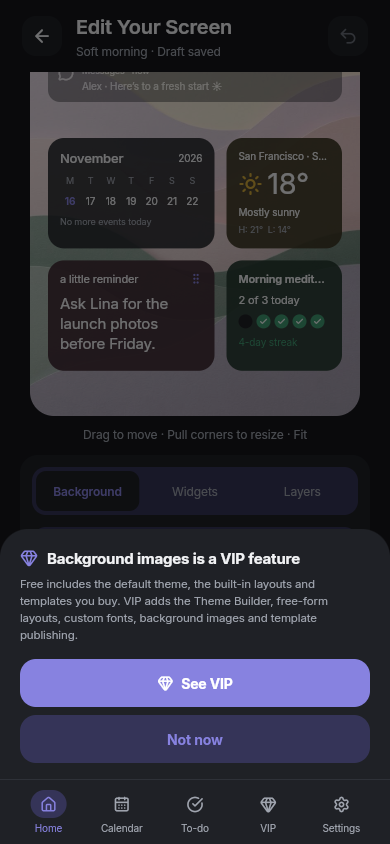 Edit Your Screen
Soft morning · Draft saved
Alex · Here's to a fresh start ☀
November 2026
M T W T F S S
16 17 18 19 20 21 22
No more events today
San Francisco · S...
18°
Mostly sunny
H: 21° L: 14°
a little reminder
Ask Lina for the
launch photos
before Friday.
Morning medit...
2 of 3 today
4-day streak
Drag to move · Pull corners to resize · Fit
Background Widgets Layers
Background images is a VIP feature
Free includes the default theme, the built-in layouts and
templates you buy. VIP adds the Theme Builder, free-form
layouts, custom fonts, background images and template
publishing.
See VIP
Not now
Home Calendar To-do VIP Settings